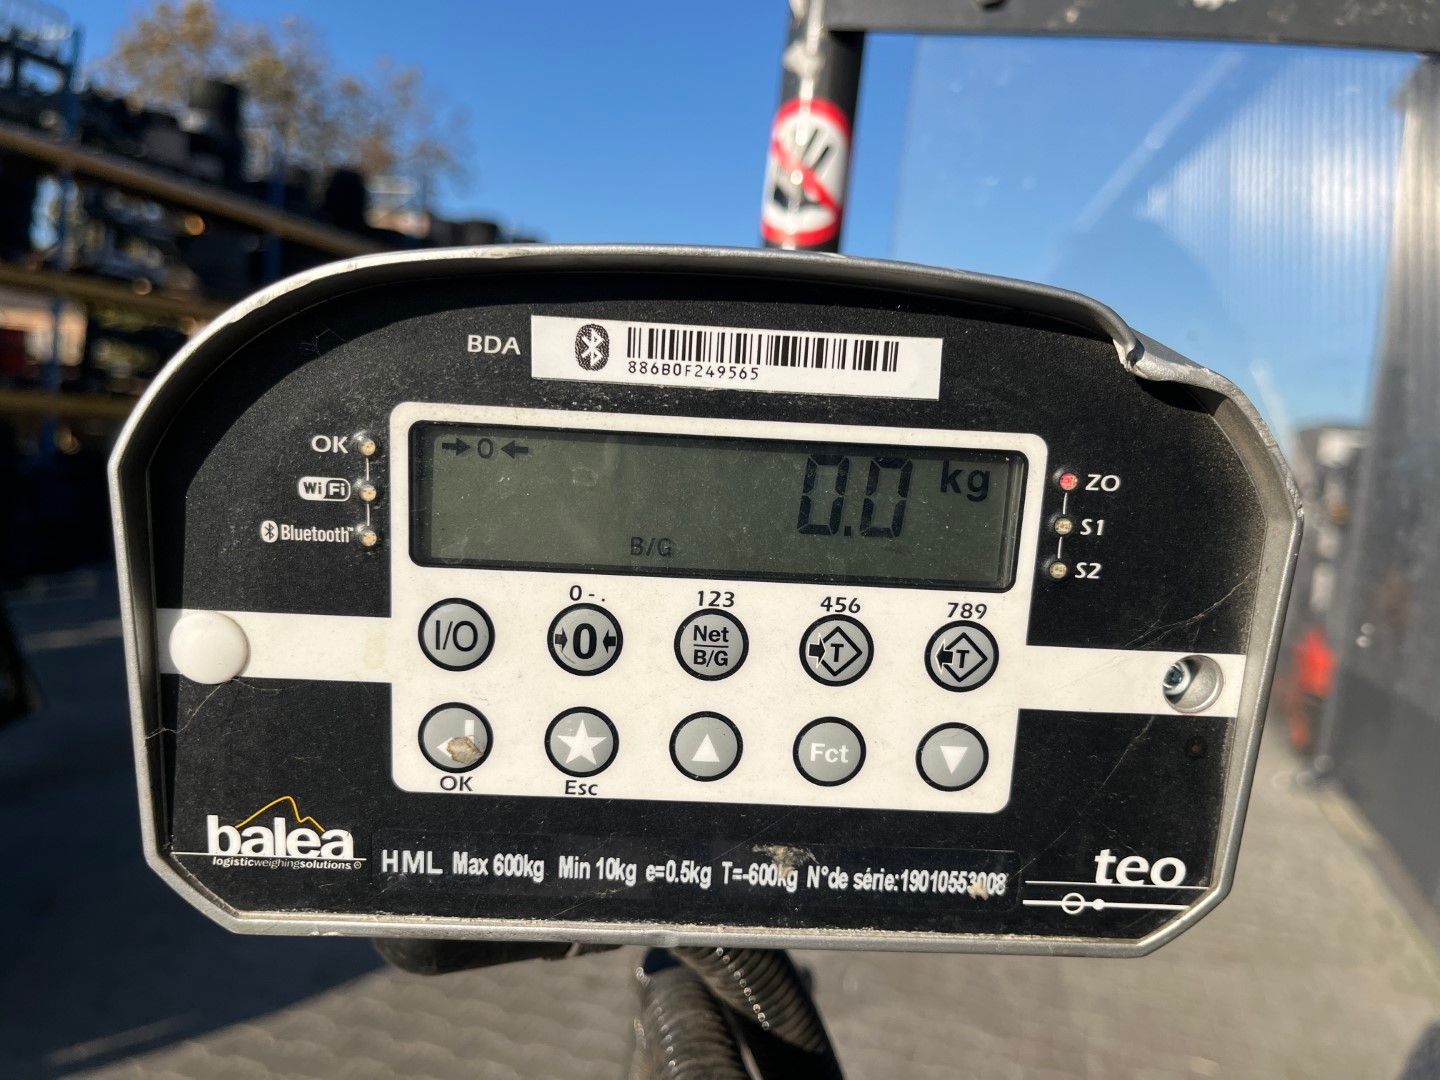 BDA
886B0F249565
OK
WiFi
Bluetooth™
→0←
0.0 kg
B/G
ZO
S1
S2
0 - .
123
456
789
I/O
0
Net
B/G
T
T
OK
Esc
Fct
balea
logisticweighingsolutions
HML Max 600kg Min 10kg e=0.5kg T=-600kg N°de série:19010553008
teo